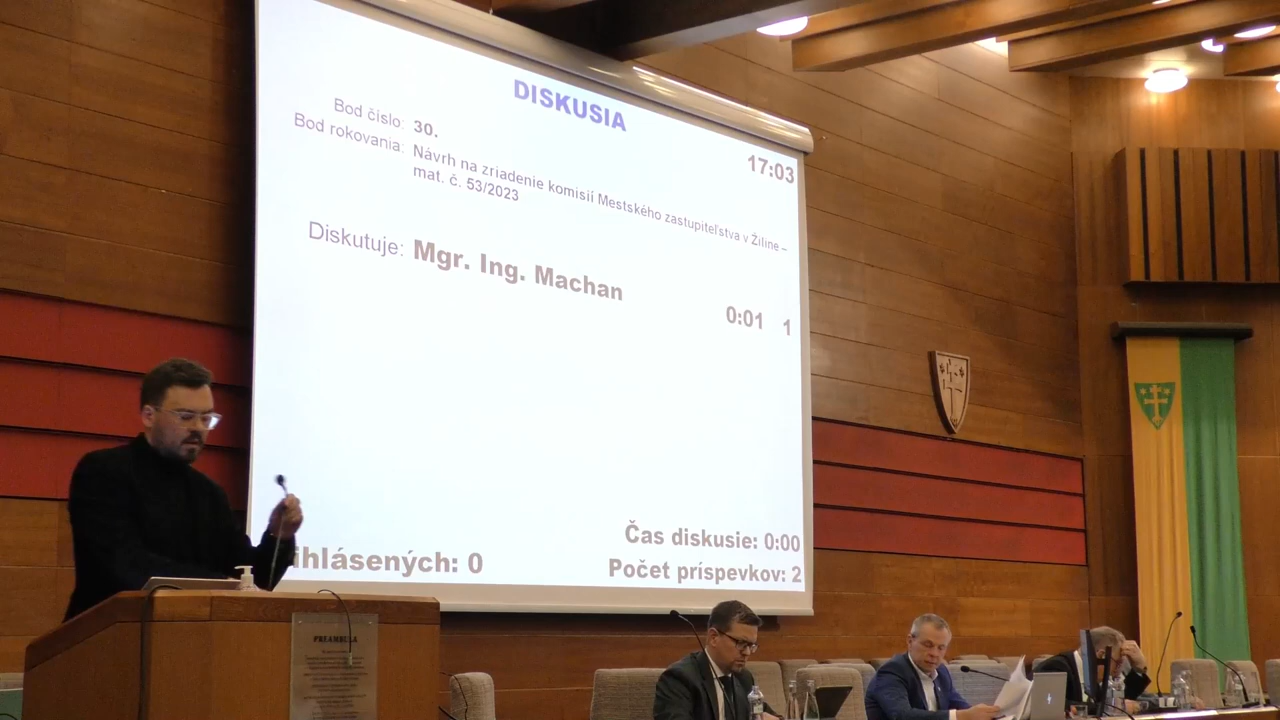 DISKUSIA
17:03
Bod číslo: 30.
Bod rokovania: Návrh na zriadenie komisií Mestského zastupiteľstva v Žiline –
mat. č. 53/2023
Diskutuje: Mgr. Ing. Machan
0:01 1
Čas diskusie: 0:00
ihlásených: 0
Počet príspevkov: 2
PREAMBULA